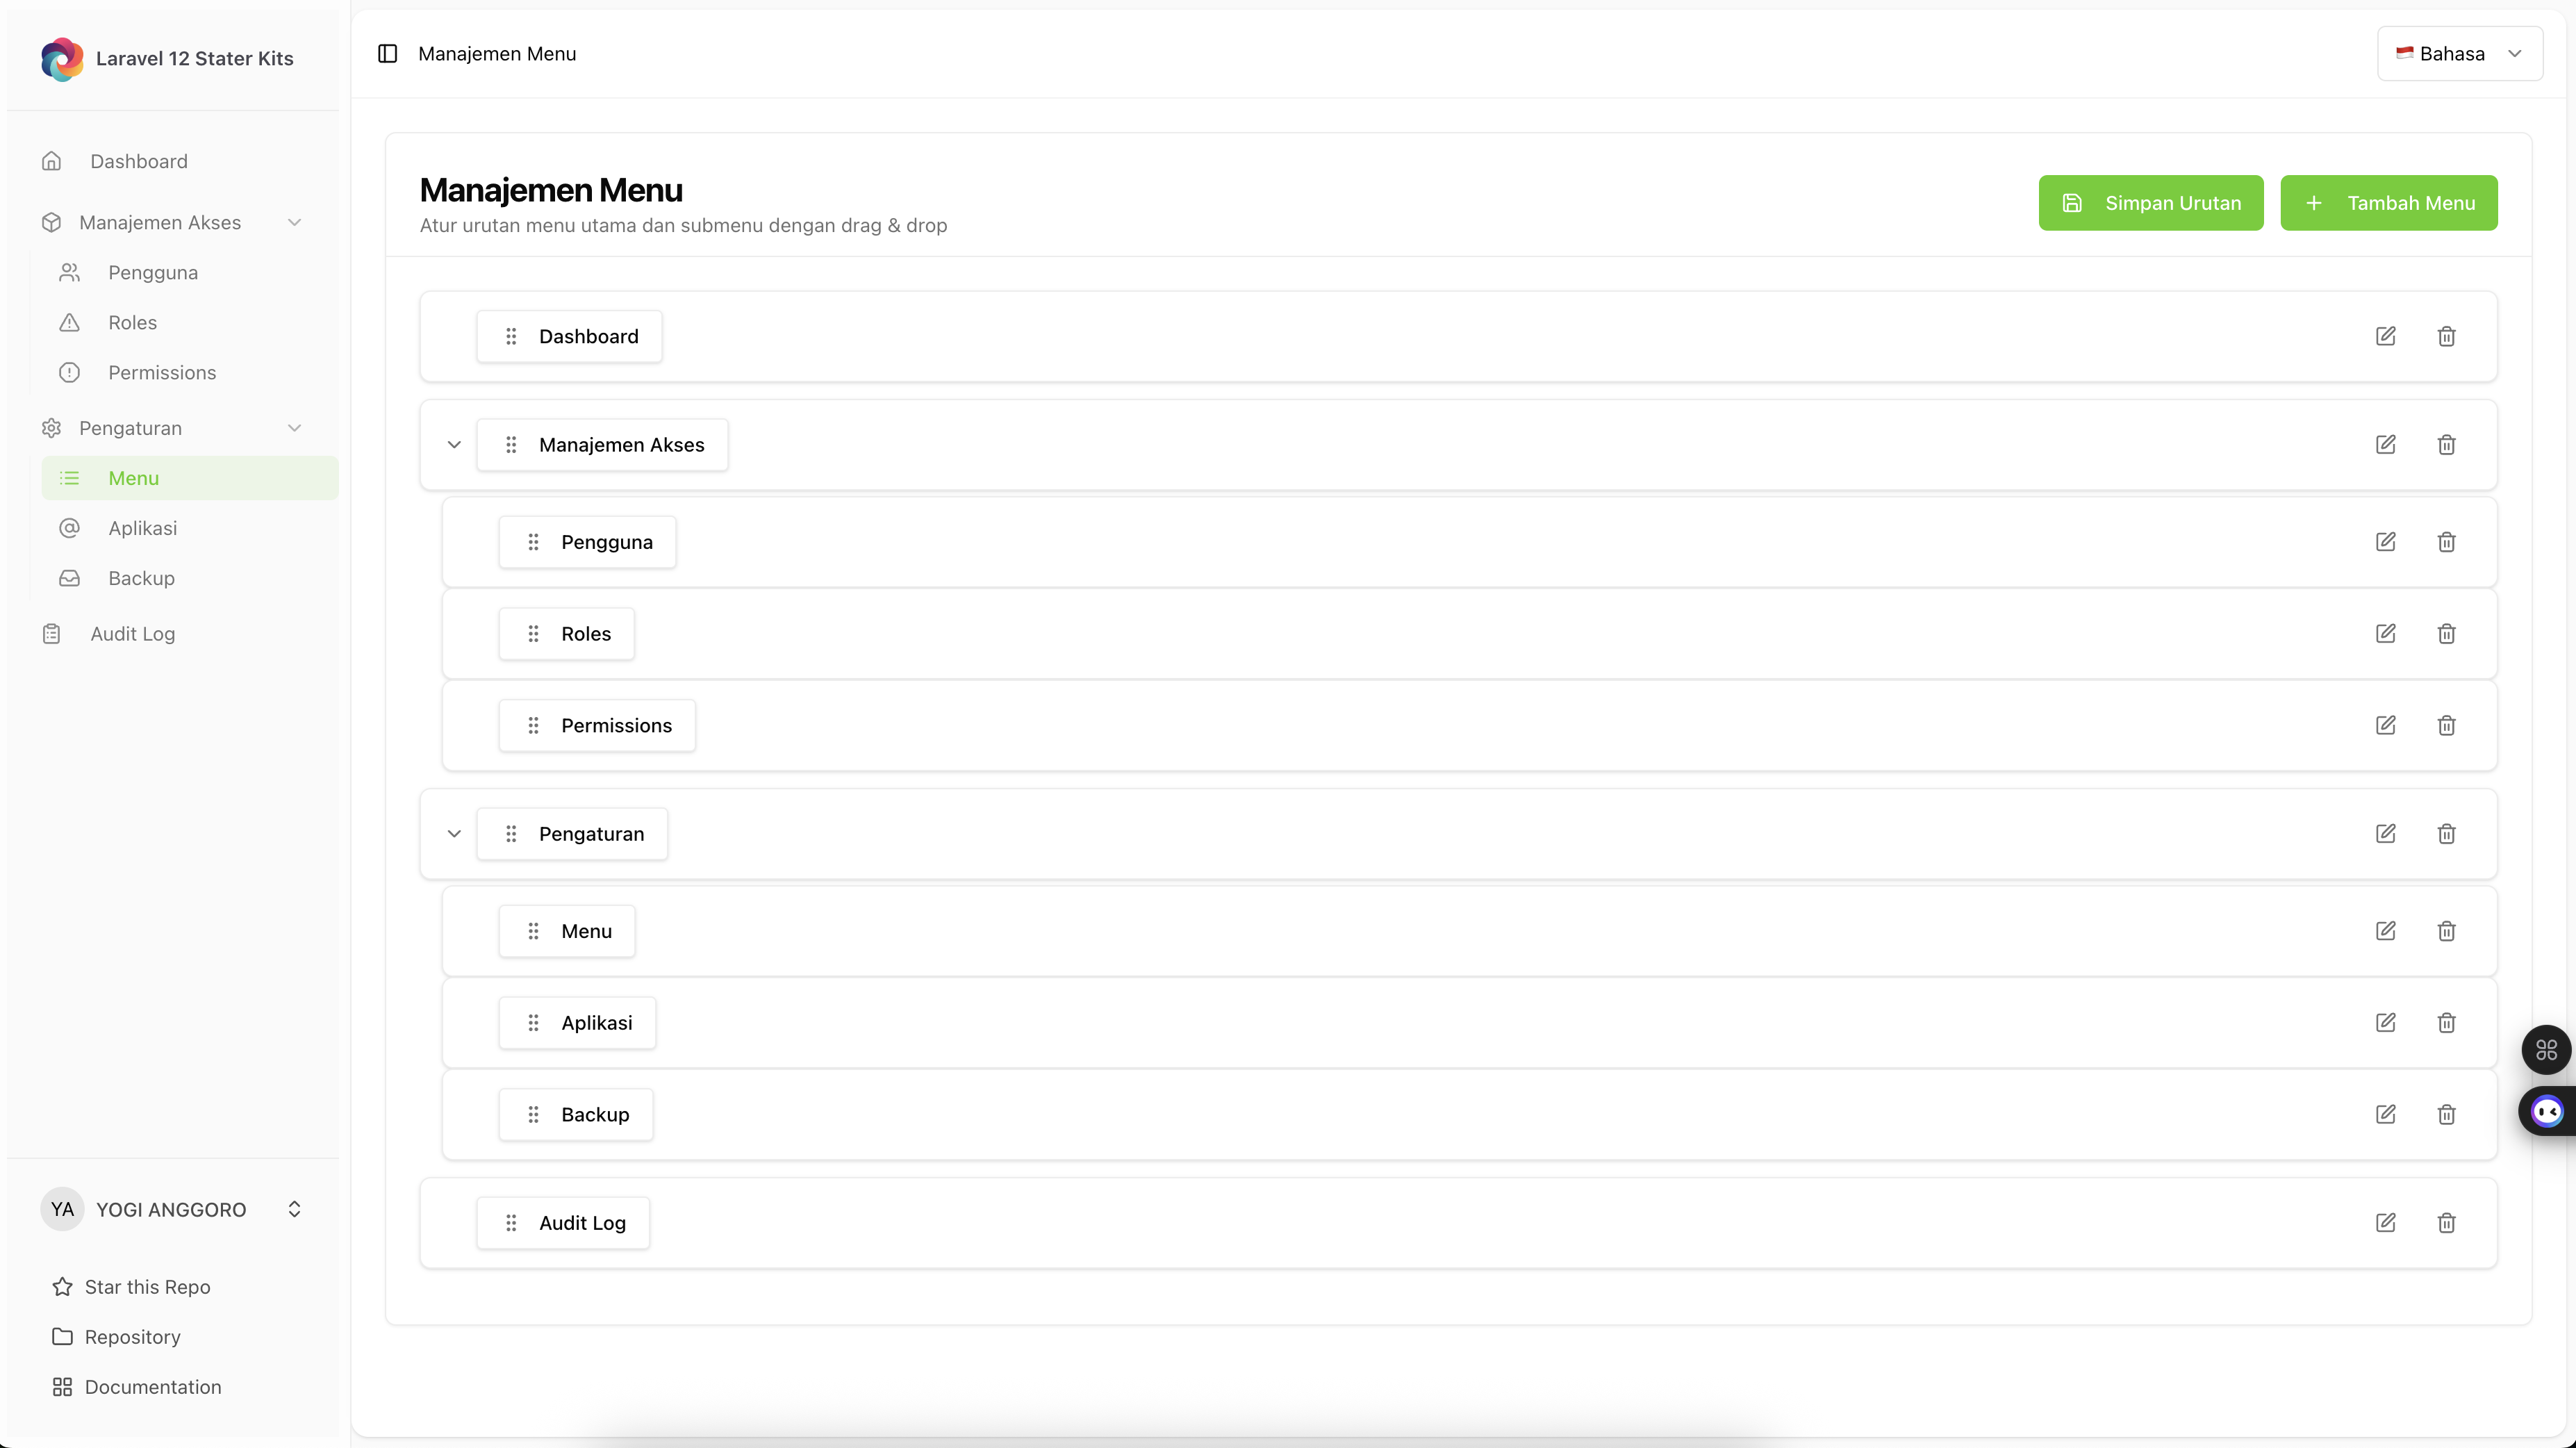 Laravel 12 Stater Kits
Dashboard
Manajemen Akses
Pengguna
Roles
Permissions
Pengaturan
Menu
Aplikasi
Backup
Audit Log
YA YOGI ANGGORO
Star this Repo
Repository
Documentation
Manajemen Menu
🇮🇩 Bahasa
Manajemen Menu
Atur urutan menu utama dan submenu dengan drag & drop
Simpan Urutan
Tambah Menu
Dashboard
Manajemen Akses
Pengguna
Roles
Permissions
Pengaturan
Menu
Aplikasi
Backup
Audit Log